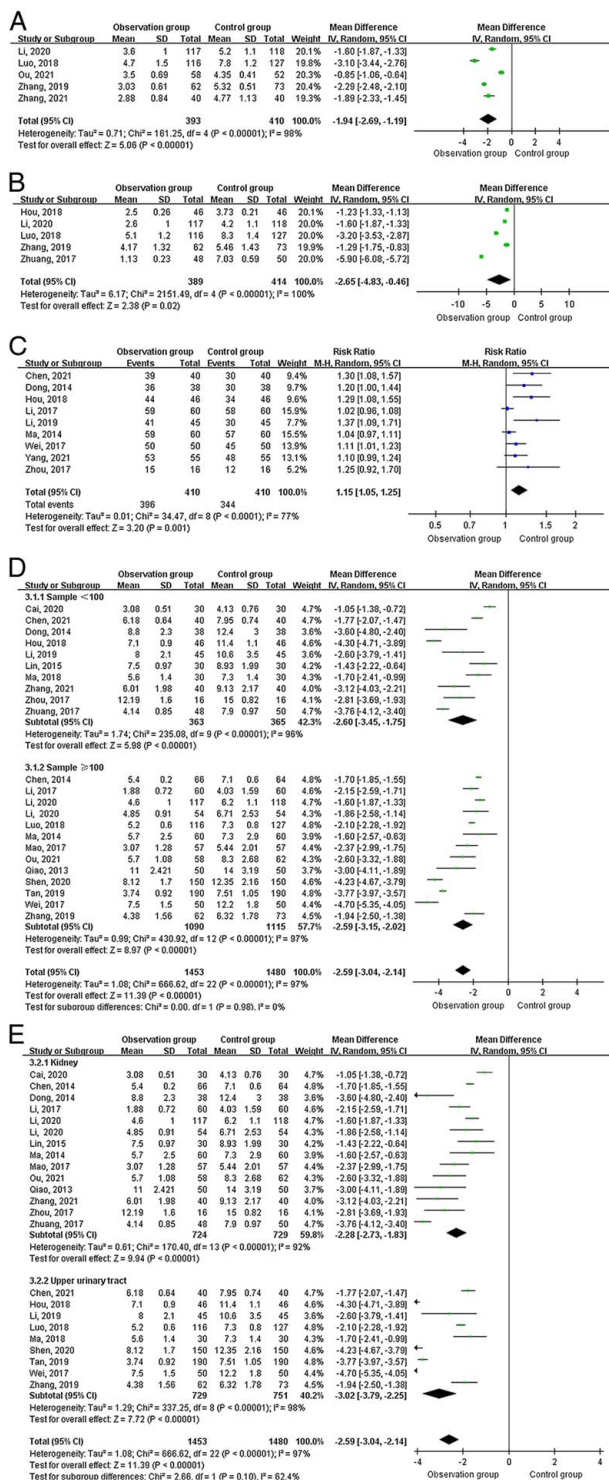 A
Observation group Control group Mean Difference Mean Difference
Study or Subgroup Mean SD Total Mean SD Total Weight IV, Random, 95% CI IV, Random, 95% CI
Li, 2020 3.6 1 117 5.2 1.1 118 20.1% -1.60 [-1.87, -1.33]
Luo, 2018 4.7 1.5 116 7.8 1.2 127 19.8% -3.10 [-3.44, -2.76]
Ou, 2021 3.5 0.69 58 4.35 0.41 52 20.4% -0.85 [-1.06, -0.64]
Zhang, 2019 3.03 0.61 62 5.32 0.51 73 20.5% -2.29 [-2.48, -2.10]
Zhang, 2021 2.88 0.84 40 4.77 1.13 40 19.2% -1.89 [-2.33, -1.45]
Total (95% CI) 393 410 100.0% -1.94 [-2.69, -1.19]
Heterogeneity: Tau² = 0.71; Chi² = 161.25, df = 4 (P < 0.00001); I² = 98%
Test for overall effect: Z = 5.06 (P < 0.00001)
-4 -2 0 2 4
Observation group Control group
B
Observation group Control group Mean Difference Mean Difference
Study or Subgroup Mean SD Total Mean SD Total Weight IV, Random, 95% CI IV, Random, 95% CI
Hou, 2018 2.5 0.26 46 3.73 0.21 46 20.1% -1.23 [-1.33, -1.13]
Li, 2020 2.6 1 117 4.2 1.1 118 20.0% -1.60 [-1.87, -1.33]
Luo, 2018 5.1 1.2 116 8.3 1.4 127 20.0% -3.20 [-3.53, -2.87]
Zhang, 2019 4.17 1.32 62 5.46 1.43 73 19.9% -1.29 [-1.75, -0.83]
Zhuang, 2017 1.13 0.23 48 7.03 0.59 50 20.1% -5.90 [-6.08, -5.72]
Total (95% CI) 389 414 100.0% -2.65 [-4.83, -0.46]
Heterogeneity: Tau² = 6.17; Chi² = 2151.49, df = 4 (P < 0.00001); I² = 100%
Test for overall effect: Z = 2.38 (P = 0.02)
-10 -5 0 5 10
Observation group Control group
C
Observation group Control group Risk Ratio Risk Ratio
Study or Subgroup Events Total Events Total Weight M-H, Random, 95% CI M-H, Random, 95% CI
Chen, 2021 39 40 30 40 9.4% 1.30 [1.08, 1.57]
Dong, 2014 36 38 30 38 9.7% 1.20 [1.00, 1.44]
Hou, 2018 44 46 34 46 9.3% 1.29 [1.08, 1.55]
Li, 2017 59 60 58 60 15.8% 1.02 [0.96, 1.08]
Li, 2019 41 45 30 45 7.7% 1.37 [1.09, 1.71]
Ma, 2014 59 60 57 60 15.4% 1.04 [0.97, 1.11]
Wei, 2017 50 50 45 50 13.9% 1.11 [1.01, 1.23]
Yang, 2021 53 55 48 55 13.3% 1.10 [0.99, 1.24]
Zhou, 2017 15 16 12 16 5.5% 1.25 [0.92, 1.70]
Total (95% CI) 410 410 100.0% 1.15 [1.05, 1.25]
Total events 396 344
Heterogeneity: Tau² = 0.01; Chi² = 34.47, df = 8 (P < 0.0001); I² = 77%
Test for overall effect: Z = 3.20 (P = 0.001)
0.5 0.7 1 1.5 2
Observation group Control group
D
Observation group Control group Mean Difference Mean Difference
Study or Subgroup Mean SD Total Mean SD Total Weight IV, Random, 95% CI IV, Random, 95% CI
3.1.1 Sample <100
Cai, 2020 3.08 0.51 30 4.13 0.76 30 4.7% -1.05 [-1.38, -0.72]
Chen, 2021 6.18 0.64 40 7.95 0.74 40 4.7% -1.77 [-2.07, -1.47]
Dong, 2014 8.8 2.3 38 12.4 3 38 3.5% -3.60 [-4.80, -2.40]
Hou, 2018 7.1 0.9 46 11.4 1.1 46 4.6% -4.30 [-4.71, -3.89]
Li, 2019 8 2.1 45 10.6 3.5 45 3.5% -2.60 [-3.79, -1.41]
Lin, 2015 7.5 0.97 30 8.93 1.99 30 4.1% -1.43 [-2.22, -0.64]
Ma, 2018 5.6 1.4 30 7.3 1.4 30 4.2% -1.70 [-2.41, -0.99]
Zhang, 2021 6.01 1.98 40 9.13 2.17 40 4.0% -3.12 [-4.03, -2.21]
Zhou, 2017 12.19 1.6 16 15 0.82 16 4.0% -2.81 [-3.69, -1.93]
Zhuang, 2017 4.14 0.85 48 7.9 0.97 50 4.7% -3.76 [-4.12, -3.40]
Subtotal (95% CI) 363 365 42.3% -2.60 [-3.45, -1.75]
Heterogeneity: Tau² = 1.74; Chi² = 235.08, df = 9 (P < 0.00001); I² = 96%
Test for overall effect: Z = 5.98 (P < 0.00001)
3.1.2 Sample ≥100
Chen, 2014 5.4 0.2 66 7.1 0.6 64 4.8% -1.70 [-1.85, -1.55]
Li, 2017 1.88 0.72 60 4.03 1.59 60 4.6% -2.15 [-2.59, -1.71]
Li, 2020 4.6 1 117 6.2 1.1 118 4.7% -1.60 [-1.87, -1.33]
Li, 2020 4.85 0.91 54 6.71 2.53 54 4.2% -1.86 [-2.58, -1.14]
Luo, 2018 5.2 0.6 116 7.3 0.8 127 4.8% -2.10 [-2.28, -1.92]
Ma, 2014 5.7 2.5 60 7.3 2.9 60 3.9% -1.60 [-2.57, -0.63]
Mao, 2017 3.07 1.28 57 5.44 2.01 57 4.4% -2.37 [-2.99, -1.75]
Ou, 2021 5.7 1.08 58 8.3 2.68 62 4.2% -2.60 [-3.32, -1.88]
Qiao, 2013 11 2.421 50 14 3.19 50 3.6% -3.00 [-4.11, -1.89]
Shen, 2020 8.12 1.7 150 12.35 2.16 150 4.6% -4.23 [-4.67, -3.79]
Tan, 2019 3.74 0.92 190 7.51 1.05 190 4.8% -3.77 [-3.97, -3.57]
Wei, 2017 7.5 1.5 50 12.2 1.8 50 4.3% -4.70 [-5.35, -4.05]
Zhang, 2019 4.38 1.56 62 6.32 1.78 73 4.5% -1.94 [-2.50, -1.38]
Subtotal (95% CI) 1090 1115 57.7% -2.59 [-3.15, -2.02]
Heterogeneity: Tau² = 0.99; Chi² = 430.92, df = 12 (P < 0.00001); I² = 97%
Test for overall effect: Z = 8.97 (P < 0.00001)
Total (95% CI) 1453 1480 100.0% -2.59 [-3.04, -2.14]
Heterogeneity: Tau² = 1.08; Chi² = 666.62, df = 22 (P < 0.00001); I² = 97%
Test for overall effect: Z = 11.39 (P < 0.00001)
Test for subgroup differences: Chi² = 0.00, df = 1 (P = 0.98), I² = 0%
-4 -2 0 2 4
Observation group Control group
E
Observation group Control group Mean Difference Mean Difference
Study or Subgroup Mean SD Total Mean SD Total Weight IV, Random, 95% CI IV, Random, 95% CI
3.2.1 Kidney
Cai, 2020 3.08 0.51 30 4.13 0.76 30 4.7% -1.05 [-1.38, -0.72]
Chen, 2014 5.4 0.2 66 7.1 0.6 64 4.8% -1.70 [-1.85, -1.55]
Dong, 2014 8.8 2.3 38 12.4 3 38 3.5% -3.60 [-4.80, -2.40]
Li, 2017 1.88 0.72 60 4.03 1.59 60 4.6% -2.15 [-2.59, -1.71]
Li, 2020 4.6 1 117 6.2 1.1 118 4.7% -1.60 [-1.87, -1.33]
Li, 2020 4.85 0.91 54 6.71 2.53 54 4.2% -1.86 [-2.58, -1.14]
Lin, 2015 7.5 0.97 30 8.93 1.99 30 4.1% -1.43 [-2.22, -0.64]
Ma, 2014 5.7 2.5 60 7.3 2.9 60 3.9% -1.60 [-2.57, -0.63]
Mao, 2017 3.07 1.28 57 5.44 2.01 57 4.4% -2.37 [-2.99, -1.75]
Ou, 2021 5.7 1.08 58 8.3 2.68 62 4.2% -2.60 [-3.32, -1.88]
Qiao, 2013 11 2.421 50 14 3.19 50 3.6% -3.00 [-4.11, -1.89]
Zhang, 2021 6.01 1.98 40 9.13 2.17 40 4.0% -3.12 [-4.03, -2.21]
Zhou, 2017 12.19 1.6 16 15 0.82 16 4.0% -2.81 [-3.69, -1.93]
Zhuang, 2017 4.14 0.85 48 7.9 0.97 50 4.7% -3.76 [-4.12, -3.40]
Subtotal (95% CI) 724 729 59.8% -2.28 [-2.73, -1.83]
Heterogeneity: Tau² = 0.61; Chi² = 170.40, df = 13 (P < 0.00001); I² = 92%
Test for overall effect: Z = 9.94 (P < 0.00001)
3.2.2 Upper urinary tract
Chen, 2021 6.18 0.64 40 7.95 0.74 40 4.7% -1.77 [-2.07, -1.47]
Hou, 2018 7.1 0.9 46 11.4 1.1 46 4.6% -4.30 [-4.71, -3.89]
Li, 2019 8 2.1 45 10.6 3.5 45 3.5% -2.60 [-3.79, -1.41]
Luo, 2018 5.2 0.6 116 7.3 0.8 127 4.8% -2.10 [-2.28, -1.92]
Ma, 2018 5.6 1.4 30 7.3 1.4 30 4.2% -1.70 [-2.41, -0.99]
Shen, 2020 8.12 1.7 150 12.35 2.16 150 4.6% -4.23 [-4.67, -3.79]
Tan, 2019 3.74 0.92 190 7.51 1.05 190 4.8% -3.77 [-3.97, -3.57]
Wei, 2017 7.5 1.5 50 12.2 1.8 50 4.3% -4.70 [-5.35, -4.05]
Zhang, 2019 4.38 1.56 62 6.32 1.78 73 4.5% -1.94 [-2.50, -1.38]
Subtotal (95% CI) 729 751 40.2% -3.02 [-3.79, -2.25]
Heterogeneity: Tau² = 1.29; Chi² = 337.25, df = 8 (P < 0.00001); I² = 98%
Test for overall effect: Z = 7.72 (P < 0.00001)
Total (95% CI) 1453 1480 100.0% -2.59 [-3.04, -2.14]
Heterogeneity: Tau² = 1.08; Chi² = 666.62, df = 22 (P < 0.00001); I² = 97%
Test for overall effect: Z = 11.39 (P < 0.00001)
Test for subgroup differences: Chi² = 2.66, df = 1 (P = 0.10), I² = 62.4%
-4 -2 0 2 4
Observation group Control group